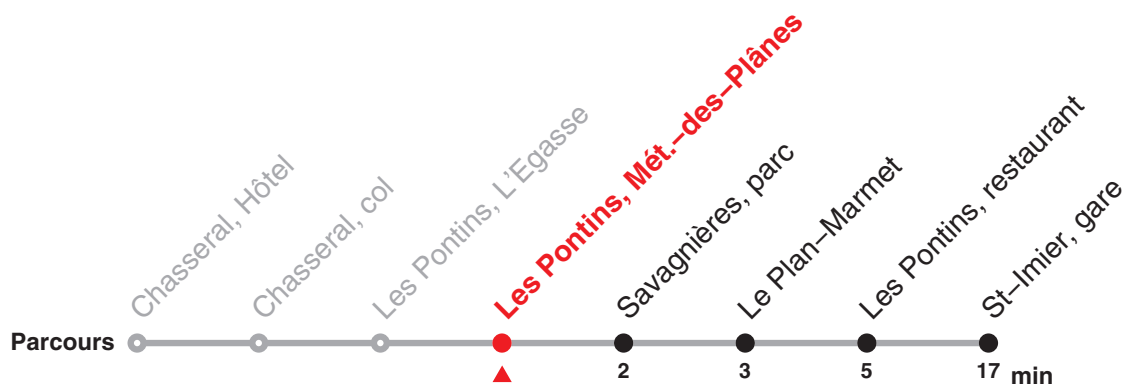 Chasseral, Hôtel
Chasseral, col
Les Pontins, L'Egasse
Les Pontins, Mét.–des–Plânes
Savagnières, parc
Le Plan–Marmet
Les Pontins, restaurant
St–Imier, gare
Parcours
2
3
5
17
min